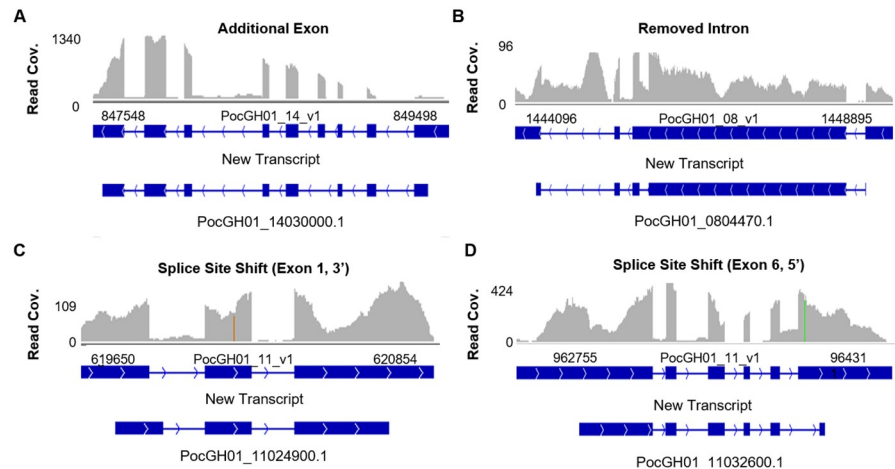 A
Additional Exon
Read Cov.
1340
0
847548 PocGH01_14_v1 849498
New Transcript
PocGH01_14030000.1
B
Removed Intron
Read Cov.
96
0
1444096 PocGH01_08_v1 1448895
New Transcript
PocGH01_0804470.1
C
Splice Site Shift (Exon 1, 3’)
Read Cov.
109
0
619650 PocGH01_11_v1 620854
New Transcript
PocGH01_11024900.1
D
Splice Site Shift (Exon 6, 5’)
Read Cov.
424
0
962755 PocGH01_11_v1 96431
New Transcript
PocGH01_11032600.1